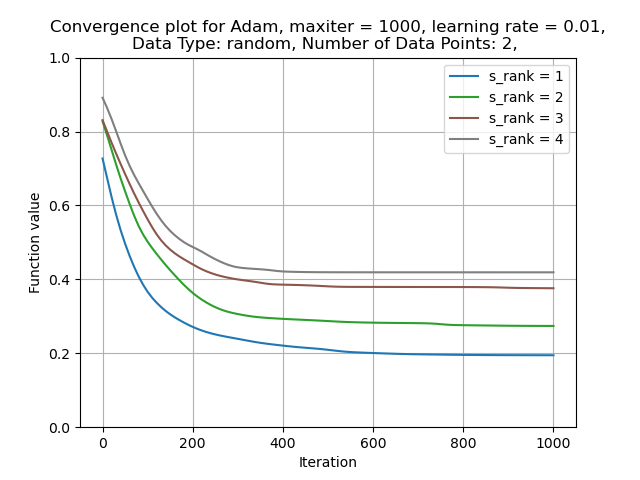 Convergence plot for Adam, maxiter = 1000, learning rate = 0.01,
Data Type: random, Number of Data Points: 2,
1.0
0.8
0.6
0.4
0.2
0.0
Function value
s_rank = 1
s_rank = 2
s_rank = 3
s_rank = 4
0 200 400 600 800 1000
Iteration